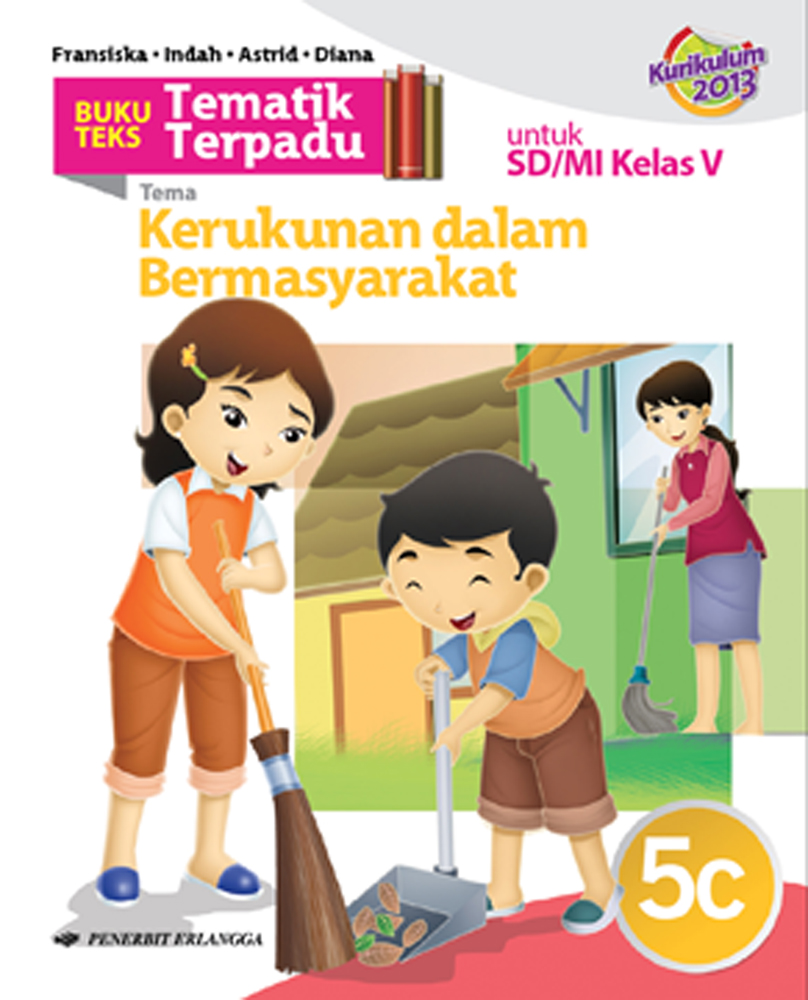 Fransiska • Indah • Astrid • Diana
Kurikulum
2013
BUKU
TEKS
Tematik
Terpadu
untuk
SD/MI Kelas V
Tema
Kerukunan dalam
Bermasyarakat
5c
PENERBIT ERLANGGA